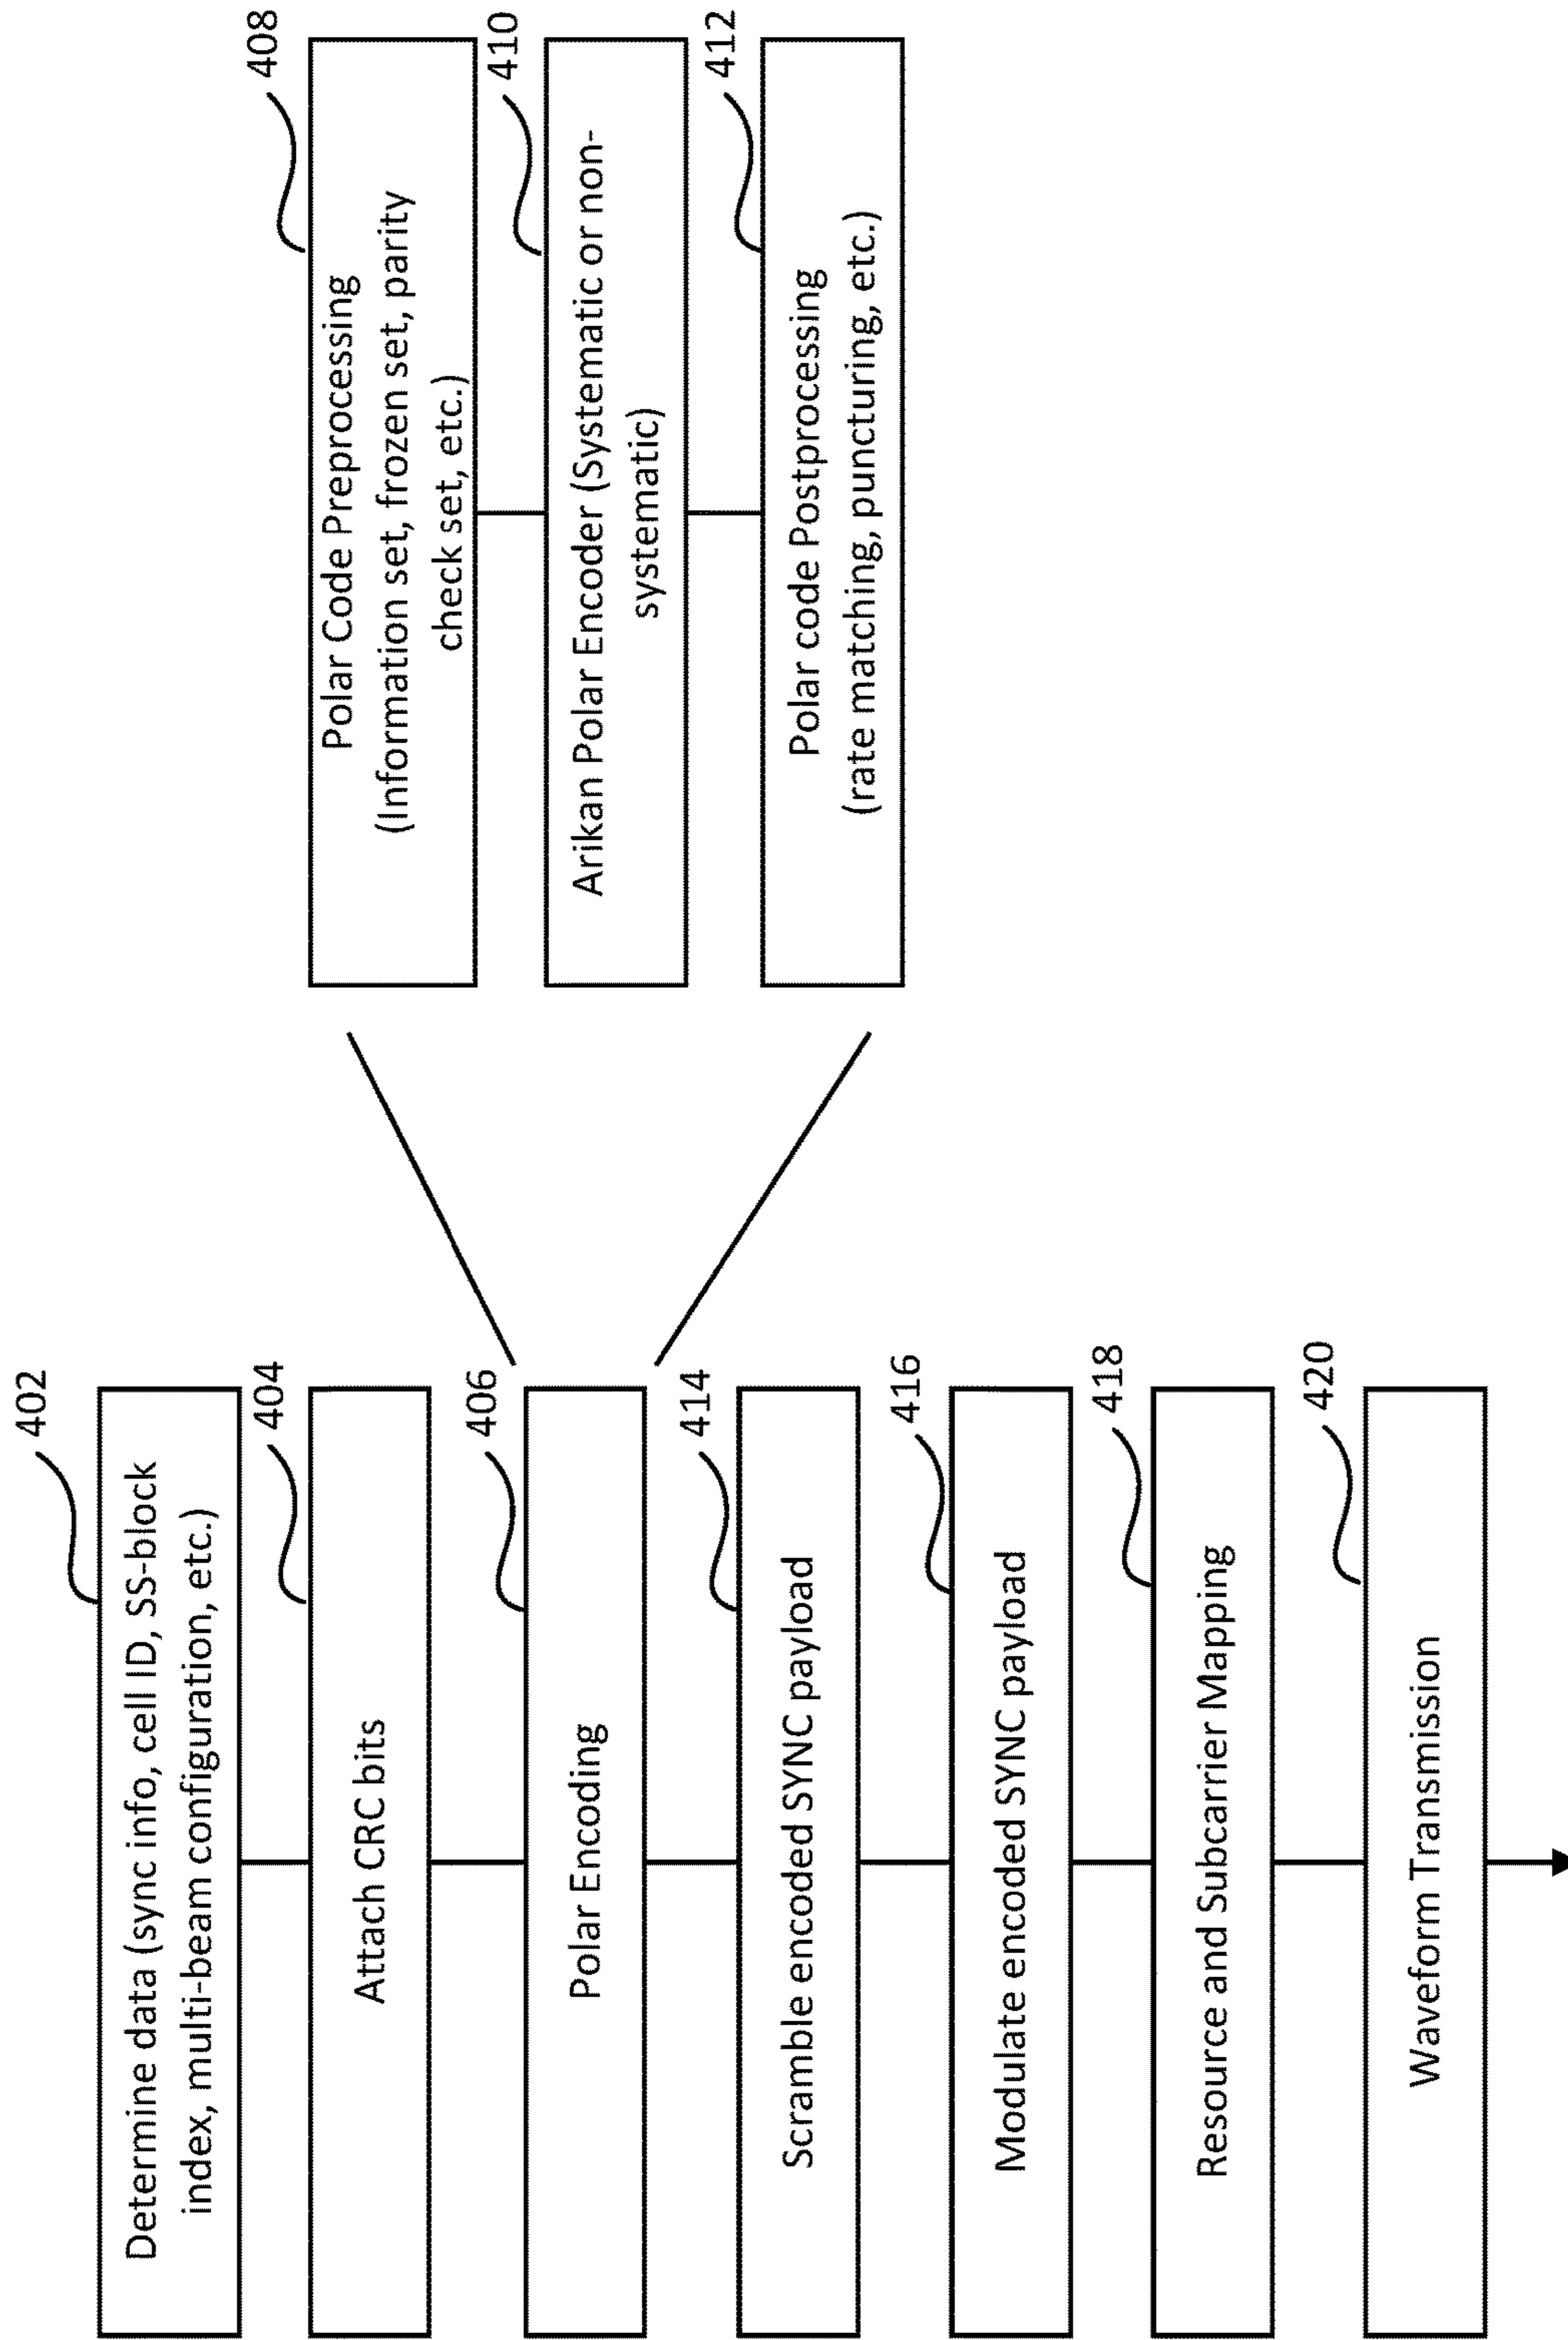 402
Determine data (sync info, cell ID, SS-block
index, multi-beam configuration, etc.)
404
Attach CRC bits
406
Polar Encoding
408
Polar Code Preprocessing
(Information set, frozen set, parity
check set, etc.)
410
Arikan Polar Encoder (Systematic or non-
systematic)
412
Polar code Postprocessing
(rate matching, puncturing, etc.)
414
Scramble encoded SYNC payload
416
Modulate encoded SYNC payload
418
Resource and Subcarrier Mapping
420
Waveform Transmission